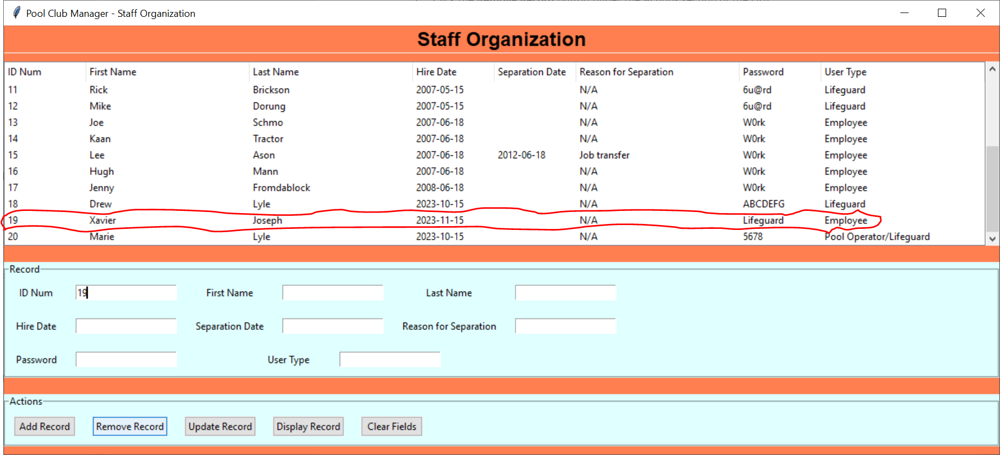 Pool Club Manager - Staff Organization
Staff Organization
ID Num First Name Last Name Hire Date Separation Date Reason for Separation Password User Type
11 Rick Brickson 2007-05-15 N/A 6u@rd Lifeguard
12 Mike Dorung 2007-05-15 N/A 6u@rd Lifeguard
13 Joe Schmo 2007-06-18 N/A W0rk Employee
14 Kaan Tractor 2007-06-18 N/A W0rk Employee
15 Lee Ason 2007-06-18 2012-06-18 Job transfer W0rk Employee
16 Hugh Mann 2007-06-18 N/A W0rk Employee
17 Jenny Fromdablock 2008-06-18 N/A W0rk Employee
18 Drew Lyle 2023-10-15 N/A ABCDEFG Lifeguard
19 Xavier Joseph 2023-11-15 N/A Lifeguard Employee
20 Marie Lyle 2023-10-15 N/A 5678 Pool Operator/Lifeguard
Record
ID Num 19 First Name Last Name
Hire Date Separation Date Reason for Separation
Password User Type
Actions
Add Record Remove Record Update Record Display Record Clear Fields